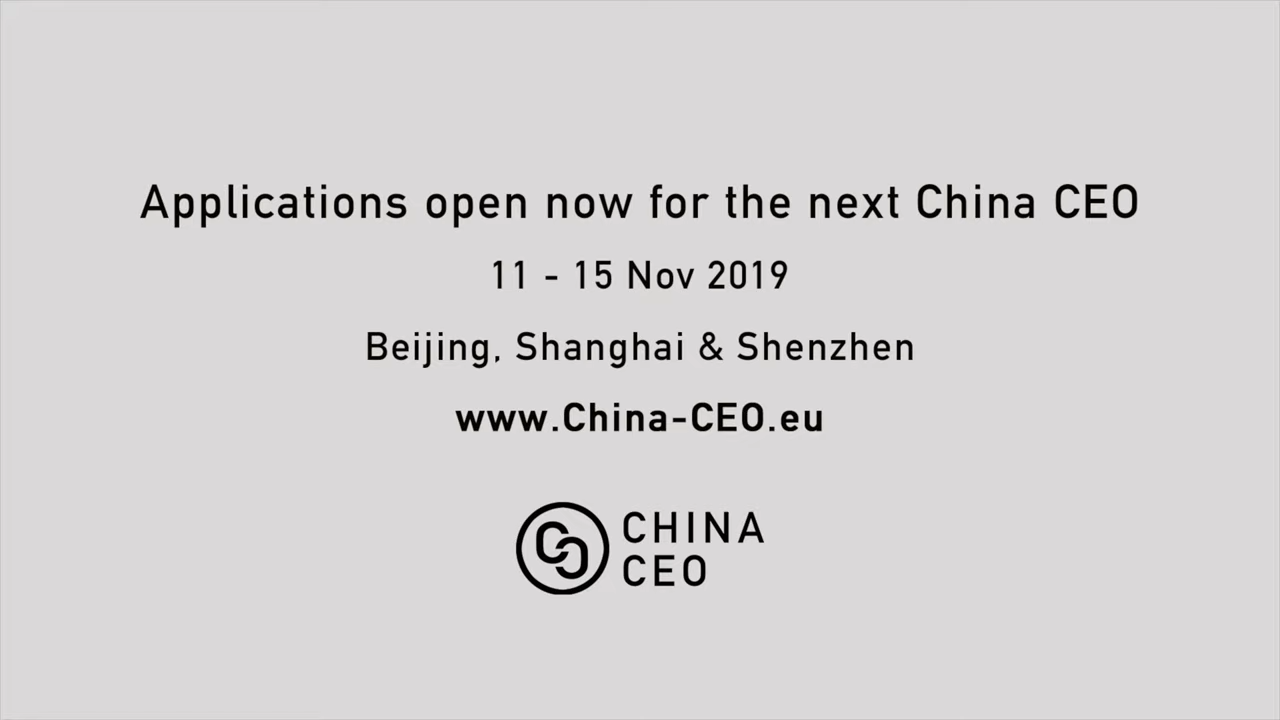 Applications open now for the next China CEO
11 - 15 Nov 2019
Beijing, Shanghai & Shenzhen
www.China-CEO.eu
CHINA
CEO